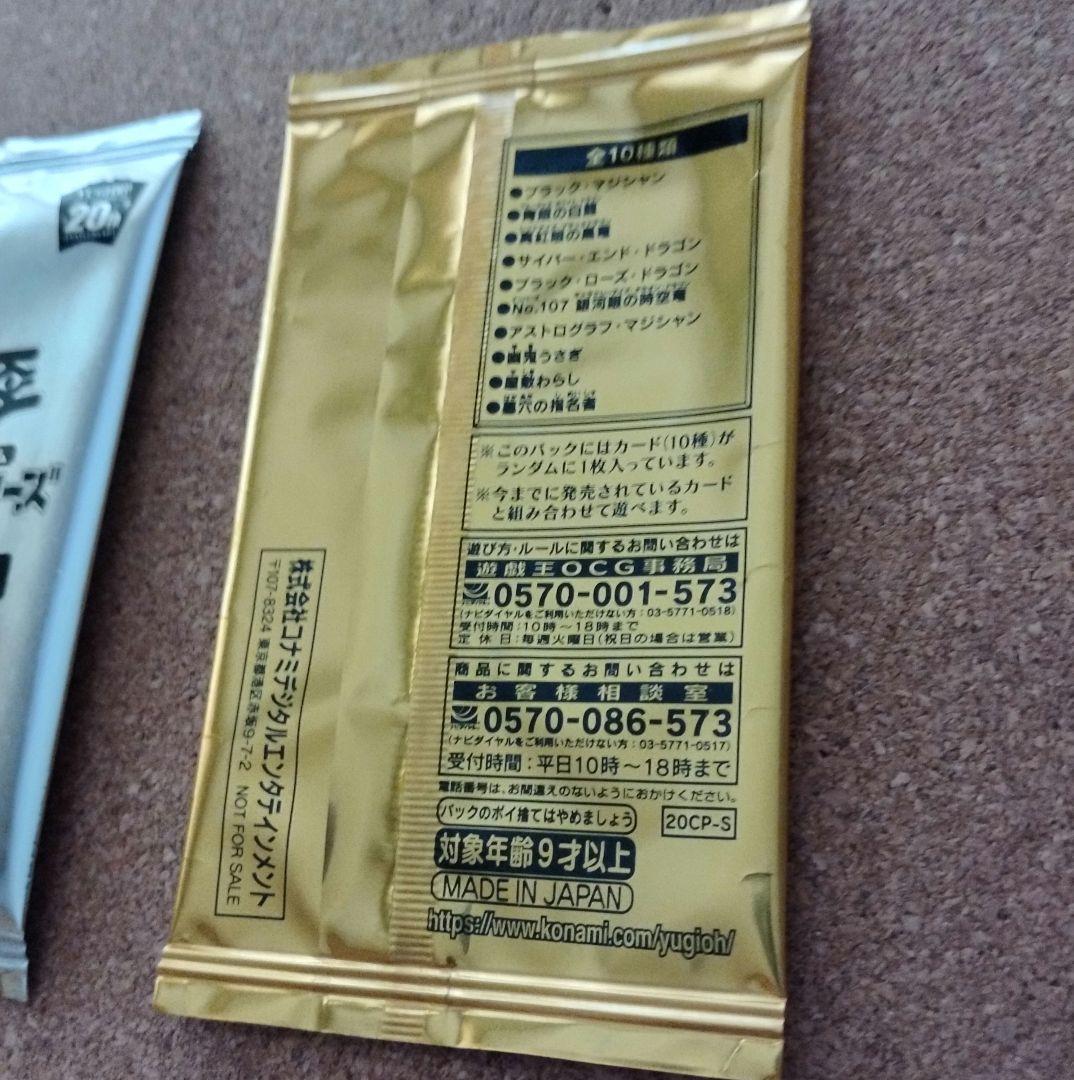 20th
ーズ
全10種類
●ブラック・マジシャン
●青眼の白龍
●真紅眼の黒竜
●サイバー・エンド・ドラゴン
●ブラック・ローズ・ドラゴン
●No.107 銀河眼の時空竜
●アストログラフ・マジシャン
●幽鬼うさぎ
●屋敷わらし
●墓穴の指名者
※このパックにはカード(10種)が
ランダムに1枚入っています。
※今までに発売されているカード
と組み合わせて遊べます。
遊び方・ルールに関するお問い合わせは
遊戯王OCG事務局
0570-001-573
(ナビダイヤルをご利用いただけない方:03-5771-0518)
受付時間:10時〜18時まで
定休日:毎週火曜日(祝日の場合は営業)
商品に関するお問い合わせは
お客様相談室
0570-086-573
(ナビダイヤルをご利用いただけない方:03-5771-0517)
受付時間:平日10時〜18時まで
電話番号は、お間違えのないようにおかけください。
パックのポイ捨てはやめましょう
20CP-S
対象年齢9才以上
MADE IN JAPAN
https://www.konami.com/yugioh/
株式会社コナミデジタルエンタテインメント
〒107-8324 東京都港区赤坂9-7-2 NOT FOR SALE